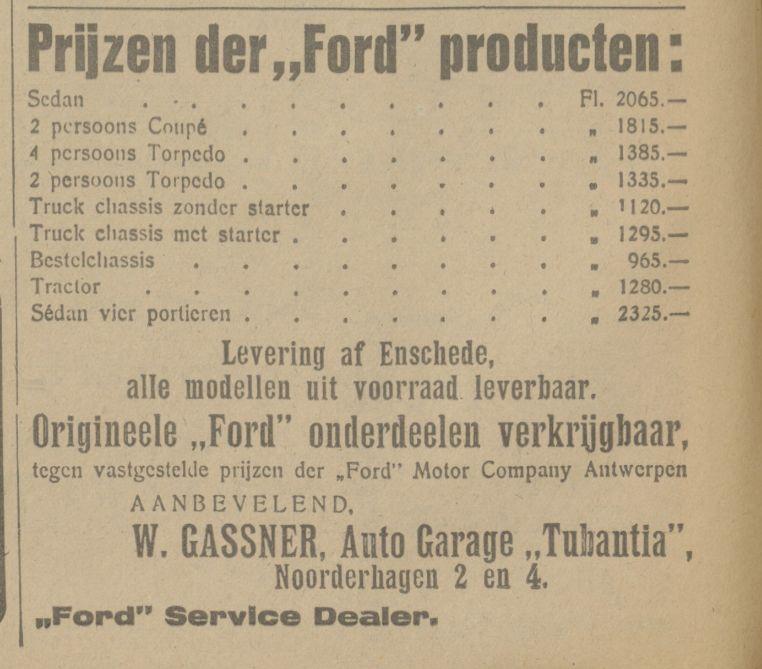 Prijzen der „Ford” producten:
Sedan . . . . . . . . . Fl. 2065.—
2 persoons Coupé . . . . . . . „ 1815.—
4 persoons Torpedo . . . . . . . „ 1385.—
2 persoons Torpedo . . . . . . . „ 1335.—
Truck chassis zonder starter . . . . . „ 1120.—
Truck chassis met starter . . . . . . „ 1295.—
Bestelchassis . . . . . . . . „ 965.—
Tractor . . . . . . . . . „ 1280.—
Sédan vier portieren . . . . . . . „ 2325.—
Levering af Enschede,
alle modellen uit voorraad leverbaar.
Origineele „Ford” onderdeelen verkrijgbaar,
tegen vastgestelde prijzen der „Ford” Motor Company Antwerpen
AANBEVELEND,
W. GASSNER, Auto Garage „Tubantia”,
Noorderhagen 2 en 4.
„Ford” Service Dealer.